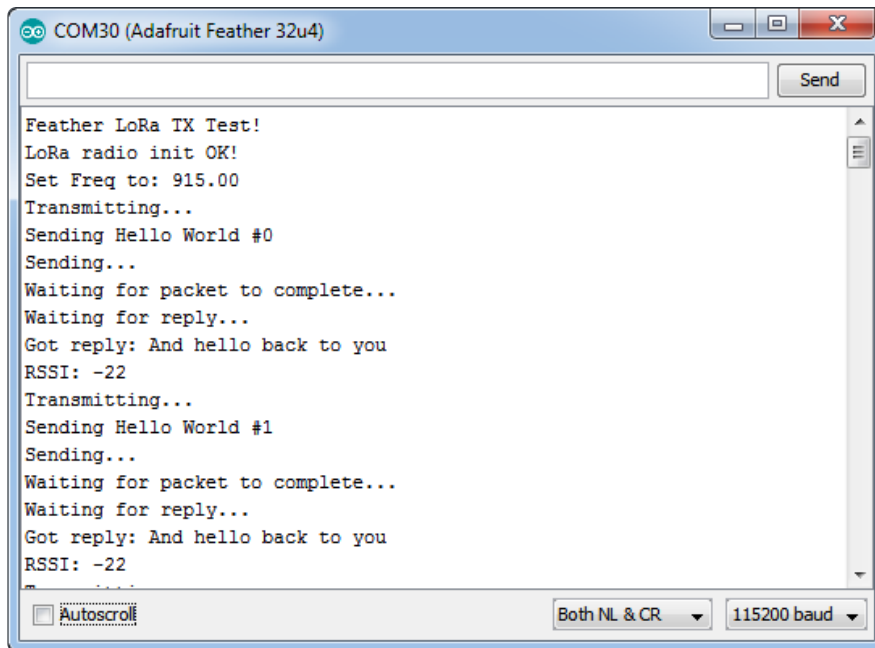 COM30 (Adafruit Feather 32u4)
Send
Feather LoRa TX Test!
LoRa radio init OK!
Set Freq to: 915.00
Transmitting...
Sending Hello World #0
Sending...
Waiting for packet to complete...
Waiting for reply...
Got reply: And hello back to you
RSSI: -22
Transmitting...
Sending Hello World #1
Sending...
Waiting for packet to complete...
Waiting for reply...
Got reply: And hello back to you
RSSI: -22
Autoscroll
Both NL & CR
115200 baud